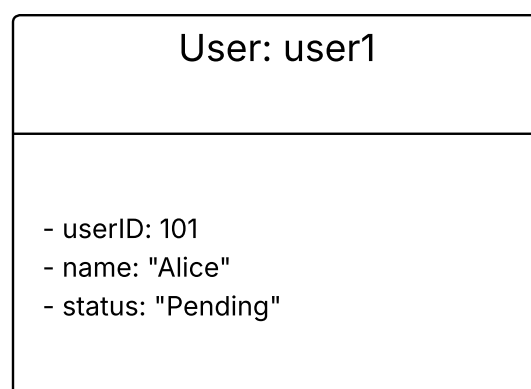 User: user1
- userID: 101
- name: "Alice"
- status: "Pending"